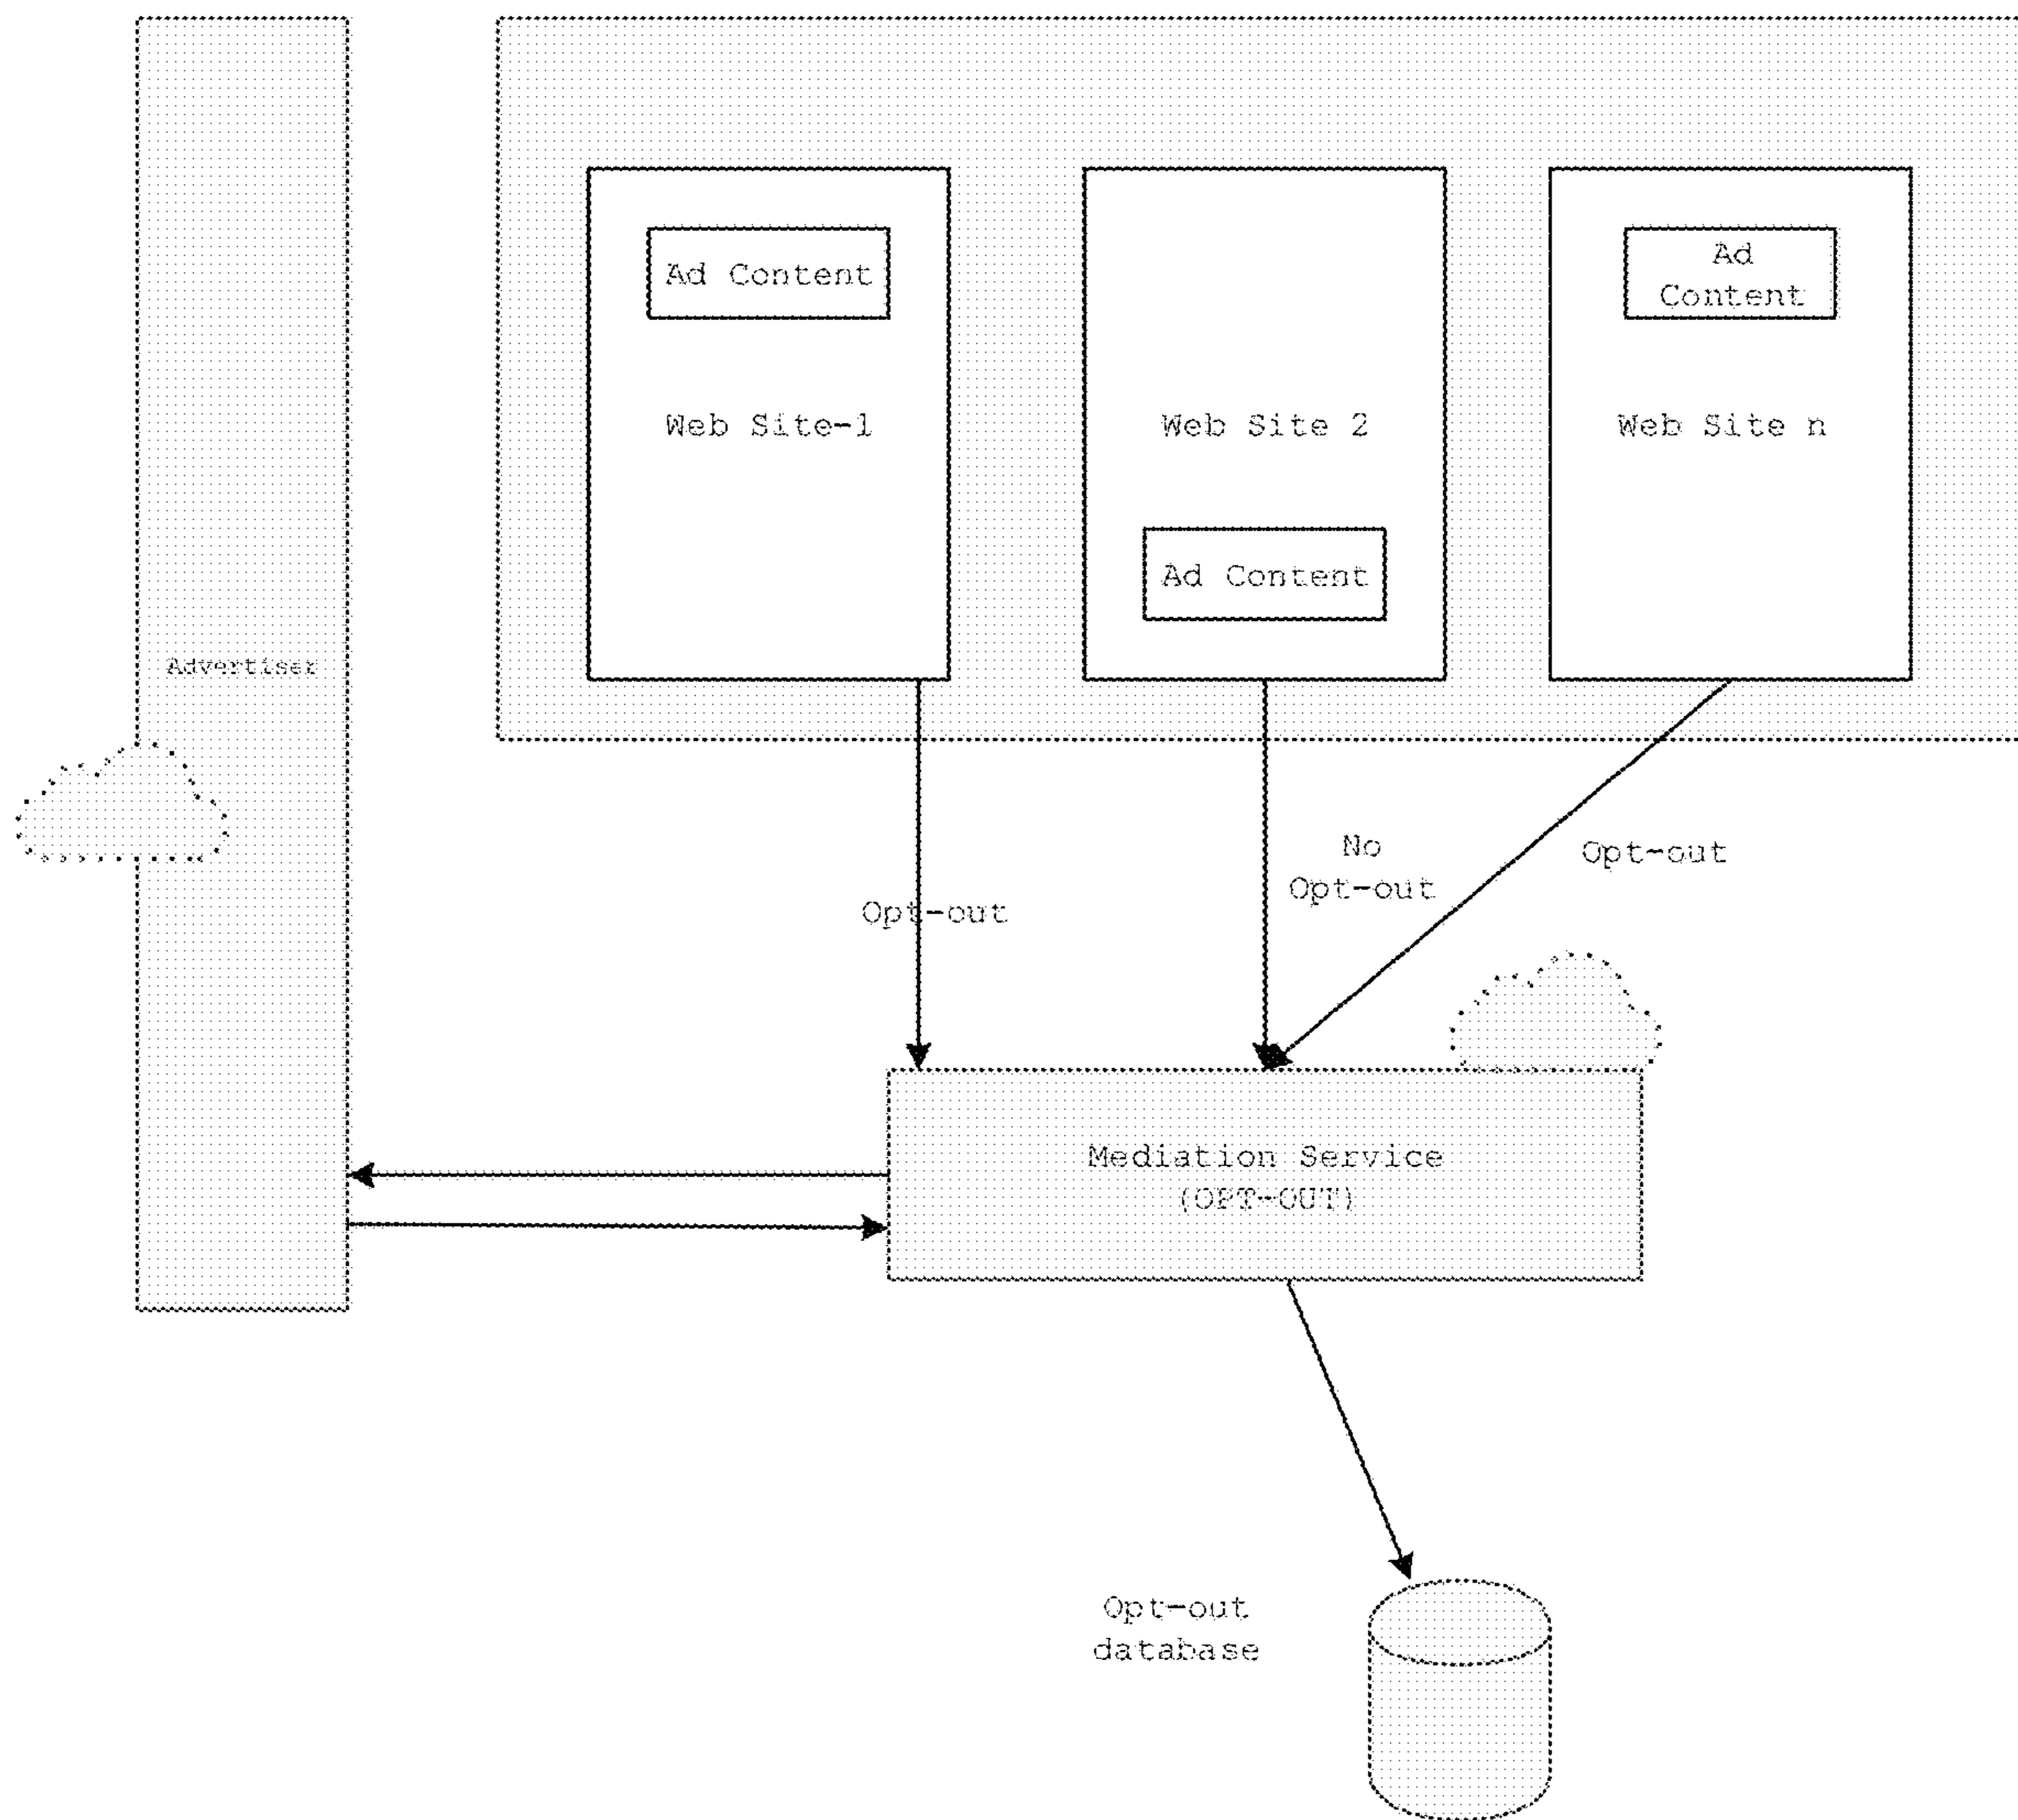 Ad Content
Ad
Content
Web Site-1
Web Site 2
Web Site n
Ad Content
Advertiser
No
Opt-out
Opt-out
Opt-out
Mediation Service
(OPT-OUT)
Opt-out
database